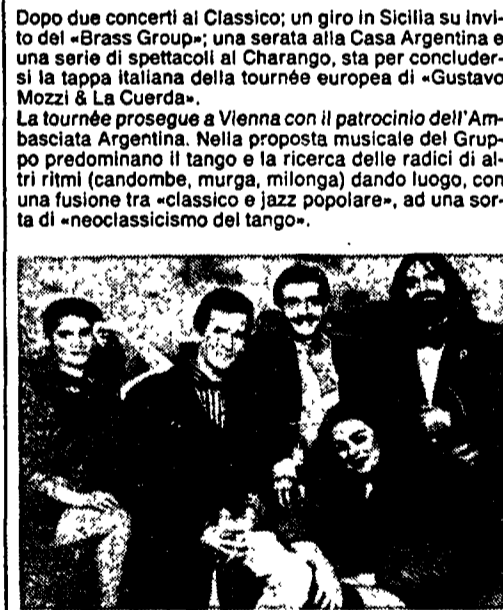 Dopo due concerti al Classico; un giro in Sicilia su invi-
to del «Brass Group»; una serata alla Casa Argentina e
una serie di spettacoli al Charango, sta per concluder-
si la tappa italiana della tournée europea di «Gustavo
Mozzi & La Cuerda».
La tournée prosegue a Vienna con il patrocinio dell'Am-
basciata Argentina. Nella proposta musicale del Grup-
po predominano il tango e la ricerca delle radici di al-
tri ritmi (candombe, murga, milonga) dando luogo, con
una fusione tra «classico e jazz popolare», ad una sor-
ta di «neoclassicismo del tango».